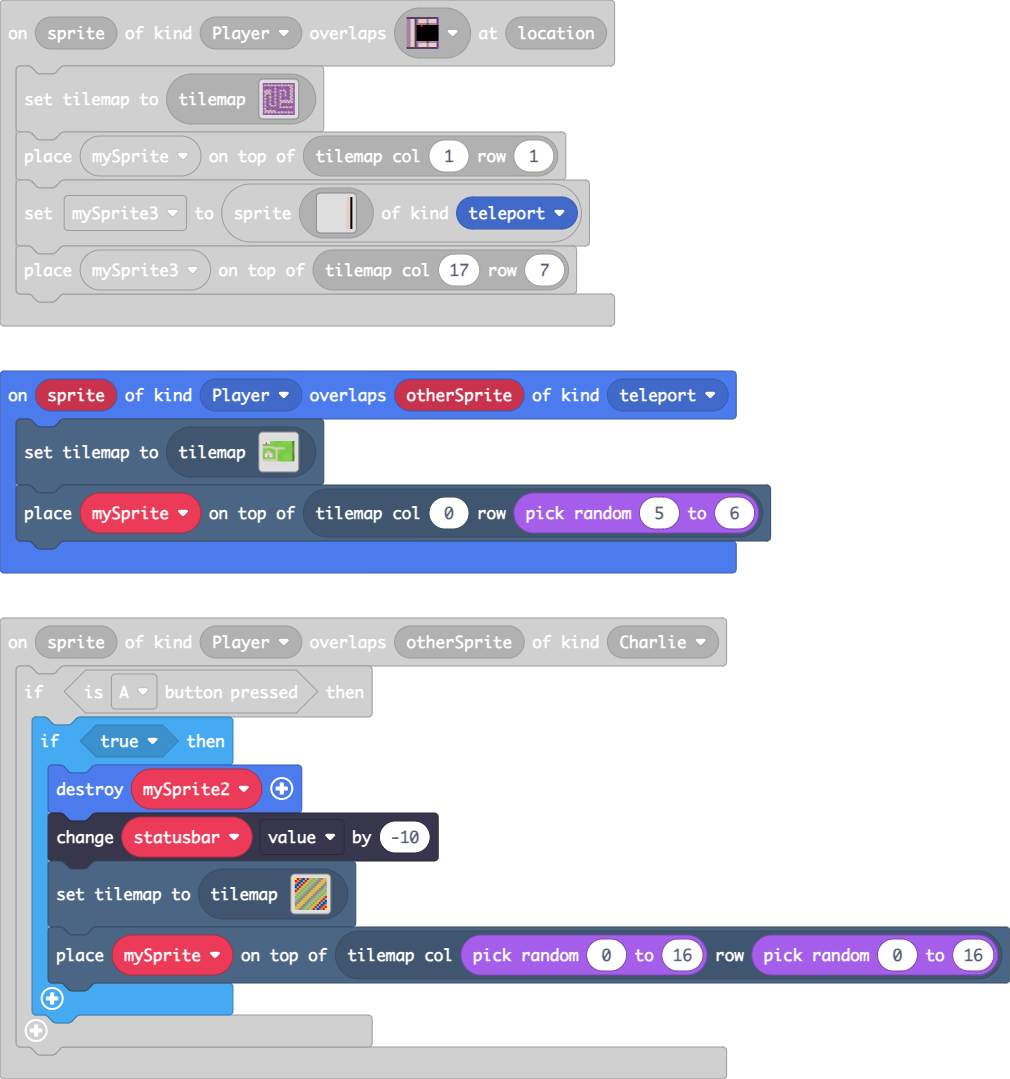 on sprite of kind Player overlaps at location
set tilemap to tilemap
place mySprite on top of tilemap col 1 row 1
set mySprite3 to sprite of kind teleport
place mySprite3 on top of tilemap col 17 row 7
on sprite of kind Player overlaps otherSprite of kind teleport
set tilemap to tilemap
place mySprite on top of tilemap col 0 row pick random 5 to 6
on sprite of kind Player overlaps otherSprite of kind Charlie
if is A button pressed then
if true then
destroy mySprite2
change statusbar value by -10
set tilemap to tilemap
place mySprite on top of tilemap col pick random 0 to 16 row pick random 0 to 16